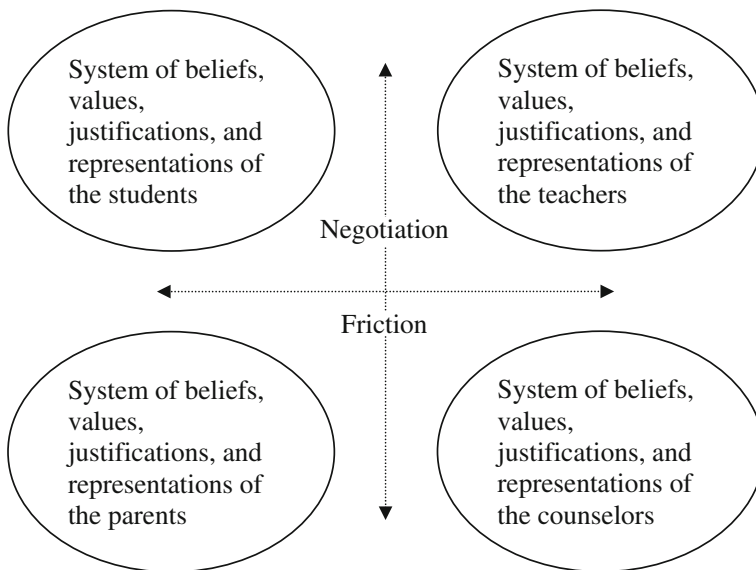 System of beliefs,
values,
justifications, and
representations of
the students
System of beliefs,
values,
justifications, and
representations of
the teachers
Negotiation
Friction
System of beliefs,
values,
justifications, and
representations of
the parents
System of beliefs,
values,
justifications, and
representations of
the counselors